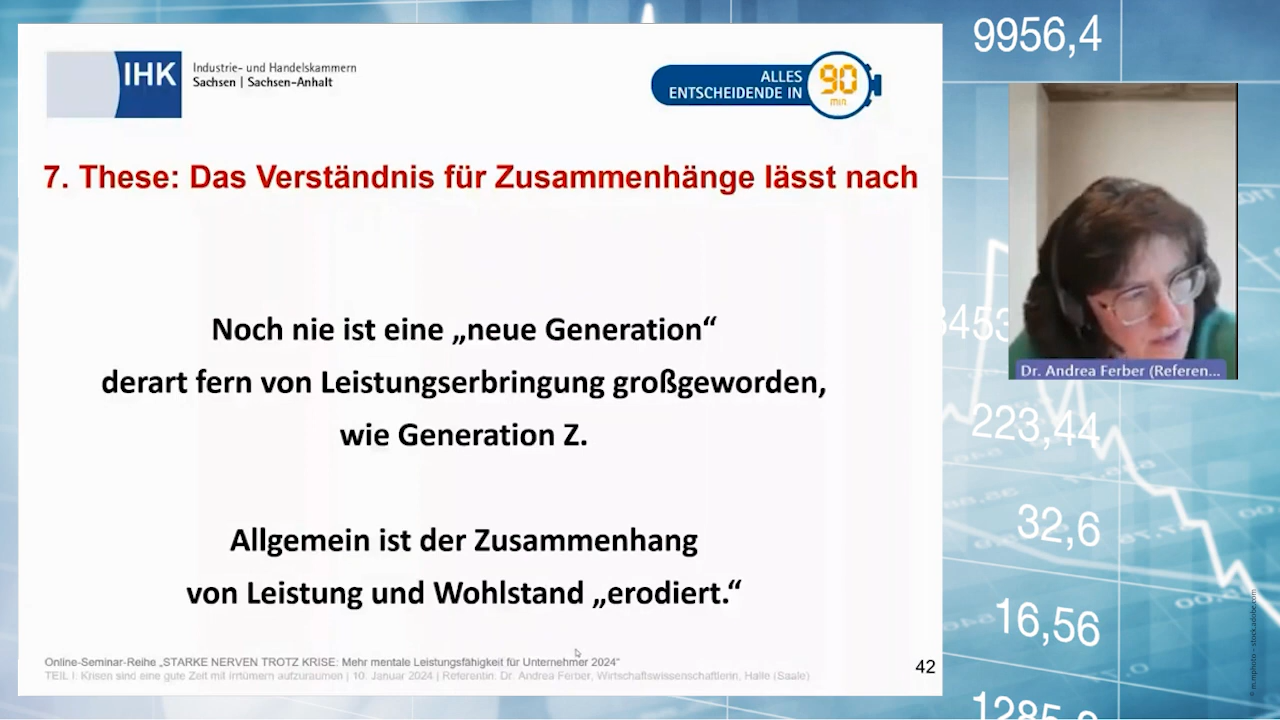 IHK
Industrie- und Handelskammern
Sachsen | Sachsen-Anhalt
ALLES
ENTSCHEIDENDE IN
90
min
7. These: Das Verständnis für Zusammenhänge lässt nach
Noch nie ist eine „neue Generation“
derart fern von Leistungserbringung großgeworden,
wie Generation Z.
Allgemein ist der Zusammenhang
von Leistung und Wohlstand „erodiert.“
Online-Seminar-Reihe „STARKE NERVEN TROTZ KRISE: Mehr mentale Leistungsfähigkeit für Unternehmer 2024“
TEIL I: Krisen sind eine gute Zeit mit Irrtümern aufzuräumen | 10. Januar 2024 | Referentin: Dr. Andrea Ferber, Wirtschaftswissenschaftlerin, Halle (Saale)
42
9956,4
Dr. Andrea Ferber (Referen...
223,44
32,6
16,56